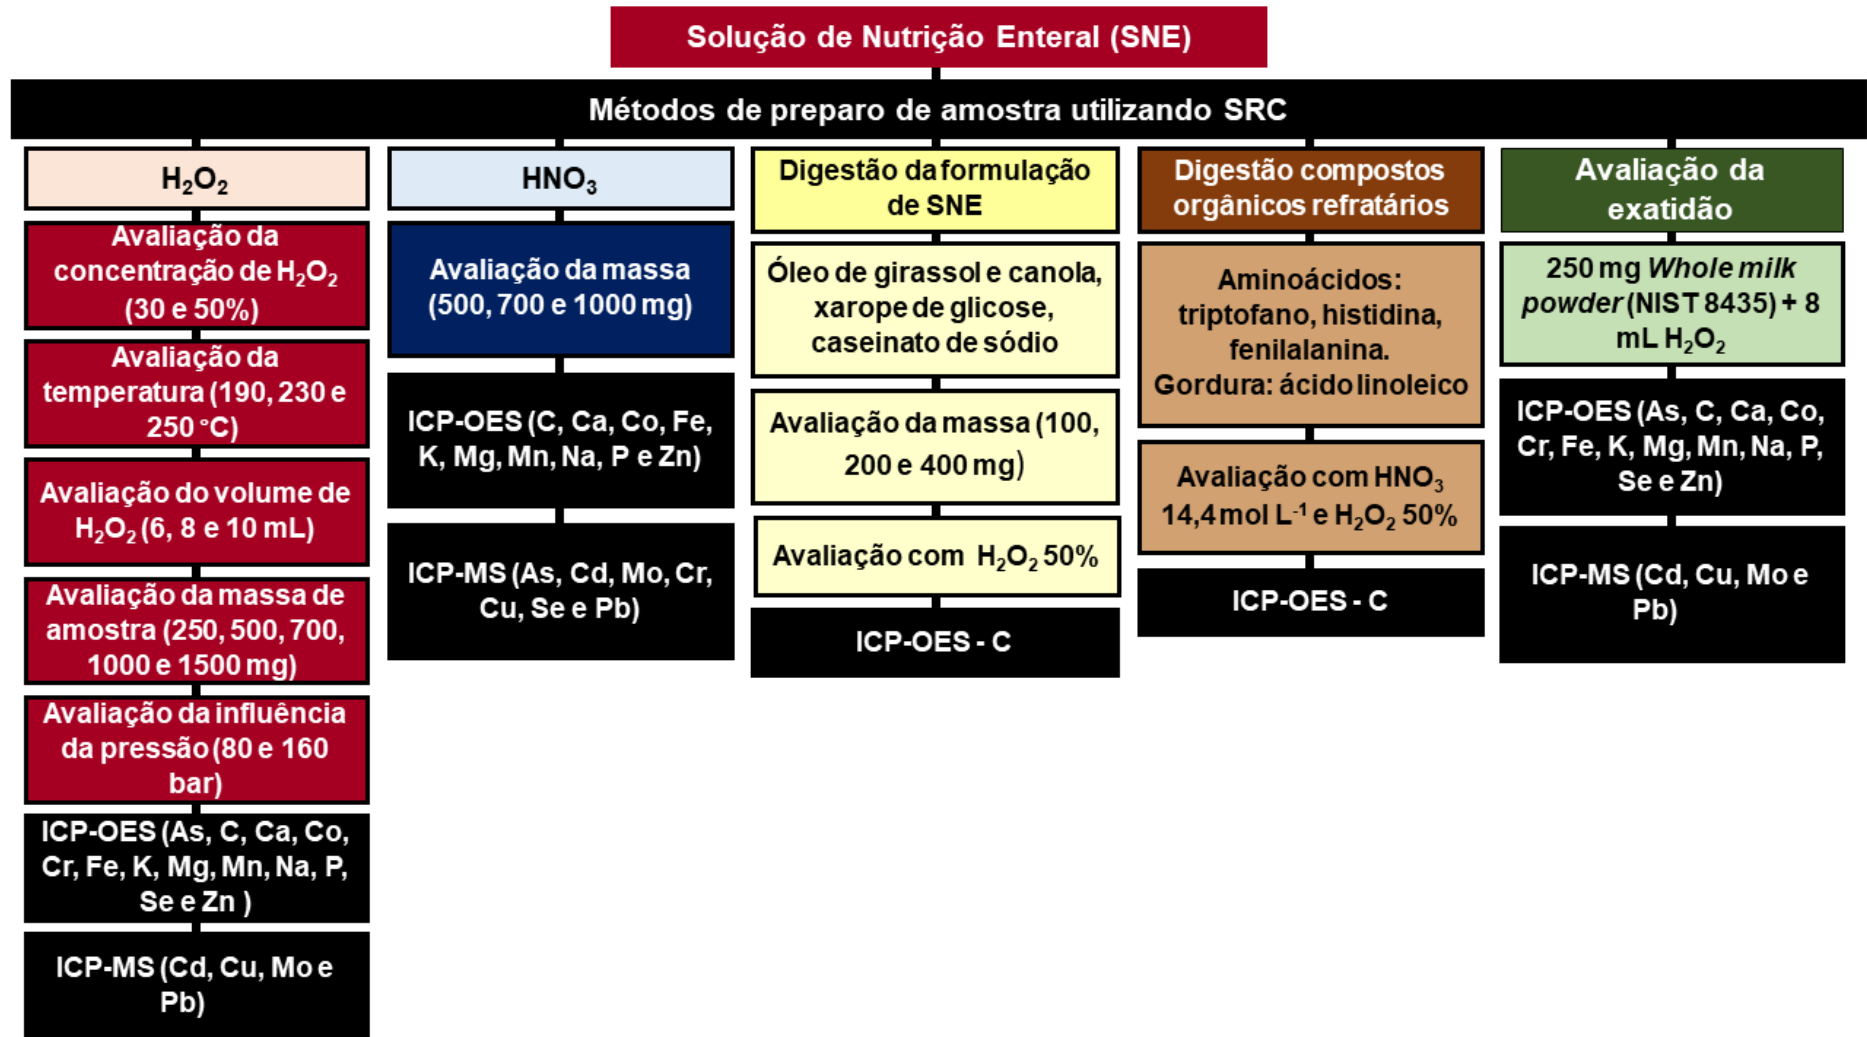 Solução de Nutrição Enteral (SNE)
Métodos de preparo de amostra utilizando SRC
H₂O₂
Avaliação da
concentração de H₂O₂
(30 e 50%)
Avaliação da
temperatura (190, 230 e
250 °C)
Avaliação do volume de
H₂O₂ (6, 8 e 10 mL)
Avaliação da massa de
amostra (250, 500, 700,
1000 e 1500 mg)
Avaliação da influência
da pressão (80 e 160
bar)
ICP-OES (As, C, Ca, Co,
Cr, Fe, K, Mg, Mn, Na, P,
Se e Zn )
ICP-MS (Cd, Cu, Mo e
Pb)
HNO₃
Avaliação da massa
(500, 700 e 1000 mg)
ICP-OES (C, Ca, Co, Fe,
K, Mg, Mn, Na, P e Zn)
ICP-MS (As, Cd, Mo, Cr,
Cu, Se e Pb)
Digestão da formulação
de SNE
Óleo de girassol e canola,
xarope de glicose,
caseinato de sódio
Avaliação da massa (100,
200 e 400 mg)
Avaliação com H₂O₂ 50%
ICP-OES - C
Digestão compostos
orgânicos refratários
Aminoácidos:
triptofano, histidina,
fenilalanina.
Gordura: ácido linoleico
Avaliação com HNO₃
14,4 mol L⁻¹ e H₂O₂ 50%
ICP-OES - C
Avaliação da
exatidão
250 mg Whole milk
powder (NIST 8435) + 8
mL H₂O₂
ICP-OES (As, C, Ca, Co,
Cr, Fe, K, Mg, Mn, Na, P,
Se e Zn)
ICP-MS (Cd, Cu, Mo e
Pb)